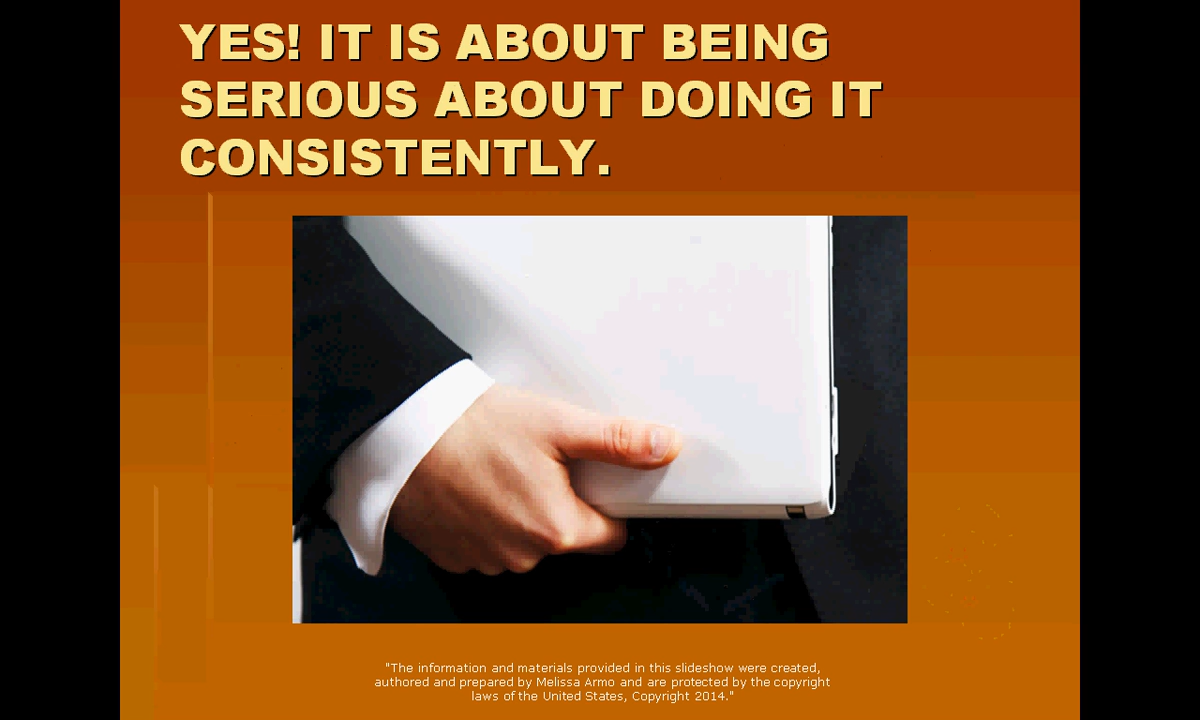 YES! IT IS ABOUT BEING
SERIOUS ABOUT DOING IT
CONSISTENTLY.
"The information and materials provided in this slideshow were created,
authored and prepared by Melissa Armo and are protected by the copyright
laws of the United States, Copyright 2014."